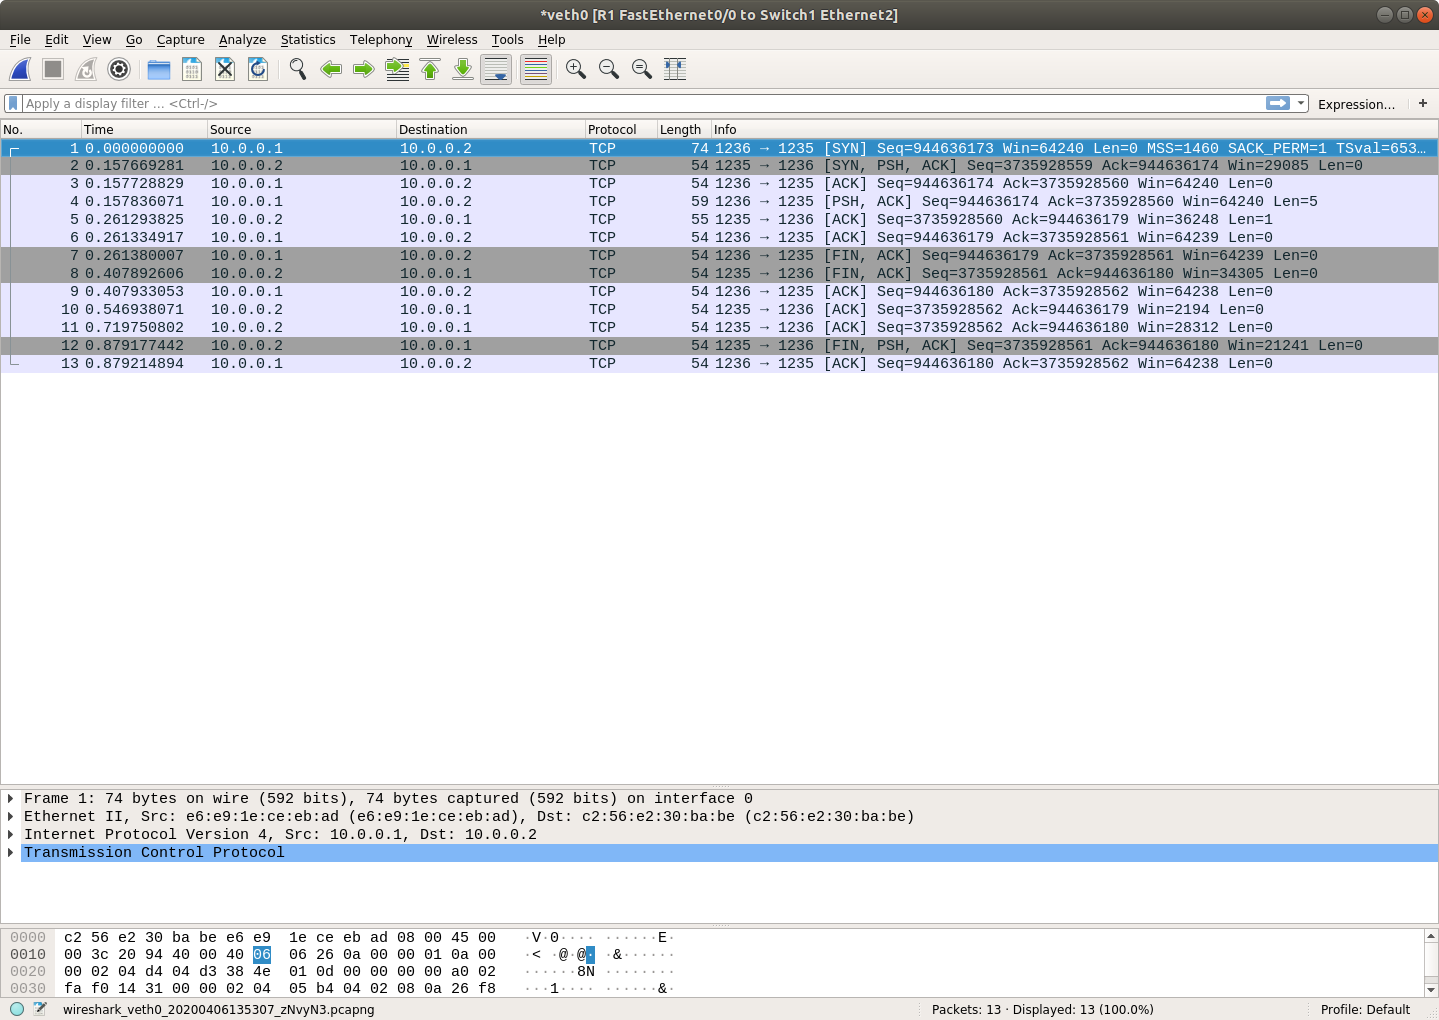 *veth0 [R1 FastEthernet0/0 to Switch1 Ethernet2]
File Edit View Go Capture Analyze Statistics Telephony Wireless Tools Help
Apply a display filter ... <Ctrl-/> Expression... +
No. Time Source Destination Protocol Length Info
1 0.000000000 10.0.0.1 10.0.0.2 TCP 74 1236 → 1235 [SYN] Seq=944636173 Win=64240 Len=0 MSS=1460 SACK_PERM=1 TSval=653…
2 0.157669281 10.0.0.2 10.0.0.1 TCP 54 1235 → 1236 [SYN, PSH, ACK] Seq=3735928559 Ack=944636174 Win=29085 Len=0
3 0.157728829 10.0.0.1 10.0.0.2 TCP 54 1236 → 1235 [ACK] Seq=944636174 Ack=3735928560 Win=64240 Len=0
4 0.157836071 10.0.0.1 10.0.0.2 TCP 59 1236 → 1235 [PSH, ACK] Seq=944636174 Ack=3735928560 Win=64240 Len=5
5 0.261293825 10.0.0.2 10.0.0.1 TCP 55 1235 → 1236 [ACK] Seq=3735928560 Ack=944636179 Win=36248 Len=1
6 0.261334917 10.0.0.1 10.0.0.2 TCP 54 1236 → 1235 [ACK] Seq=944636179 Ack=3735928561 Win=64239 Len=0
7 0.261380007 10.0.0.1 10.0.0.2 TCP 54 1236 → 1235 [FIN, ACK] Seq=944636179 Ack=3735928561 Win=64239 Len=0
8 0.407892606 10.0.0.2 10.0.0.1 TCP 54 1235 → 1236 [FIN, ACK] Seq=3735928561 Ack=944636180 Win=34305 Len=0
9 0.407933053 10.0.0.1 10.0.0.2 TCP 54 1236 → 1235 [ACK] Seq=944636180 Ack=3735928562 Win=64238 Len=0
10 0.546938071 10.0.0.2 10.0.0.1 TCP 54 1235 → 1236 [ACK] Seq=3735928562 Ack=944636179 Win=2194 Len=0
11 0.719750802 10.0.0.2 10.0.0.1 TCP 54 1235 → 1236 [ACK] Seq=3735928562 Ack=944636180 Win=28312 Len=0
12 0.879177442 10.0.0.2 10.0.0.1 TCP 54 1235 → 1236 [FIN, PSH, ACK] Seq=3735928561 Ack=944636180 Win=21241 Len=0
13 0.879214894 10.0.0.1 10.0.0.2 TCP 54 1236 → 1235 [ACK] Seq=944636180 Ack=3735928562 Win=64238 Len=0
Frame 1: 74 bytes on wire (592 bits), 74 bytes captured (592 bits) on interface 0
Ethernet II, Src: e6:e9:1e:ce:eb:ad (e6:e9:1e:ce:eb:ad), Dst: c2:56:e2:30:ba:be (c2:56:e2:30:ba:be)
Internet Protocol Version 4, Src: 10.0.0.1, Dst: 10.0.0.2
Transmission Control Protocol
0000 c2 56 e2 30 ba be e6 e9 1e ce eb ad 08 00 45 00 ·V·0···· ······E·
0010 00 3c 20 94 40 00 40 06 06 26 0a 00 00 01 0a 00 ·< ·@·@· ·&······
0020 00 02 04 d4 04 d3 38 4e 01 0d 00 00 00 00 a0 02 ······8N ········
0030 fa f0 14 31 00 00 02 04 05 b4 04 02 08 0a 26 f8 ···1···· ······&·
wireshark_veth0_20200406135307_zNvyN3.pcapng Packets: 13 · Displayed: 13 (100.0%) Profile: Default